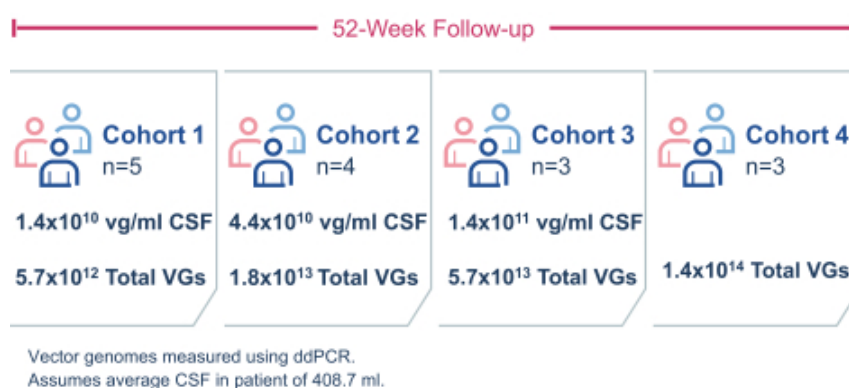 52-Week Follow-up
Cohort 1
n=5
1.4x10¹⁰ vg/ml CSF
5.7x10¹² Total VGs
Cohort 2
n=4
4.4x10¹⁰ vg/ml CSF
1.8x10¹³ Total VGs
Cohort 3
n=3
1.4x10¹¹ vg/ml CSF
5.7x10¹³ Total VGs
Cohort 4
n=3
1.4x10¹⁴ Total VGs
Vector genomes measured using ddPCR.
Assumes average CSF in patient of 408.7 ml.